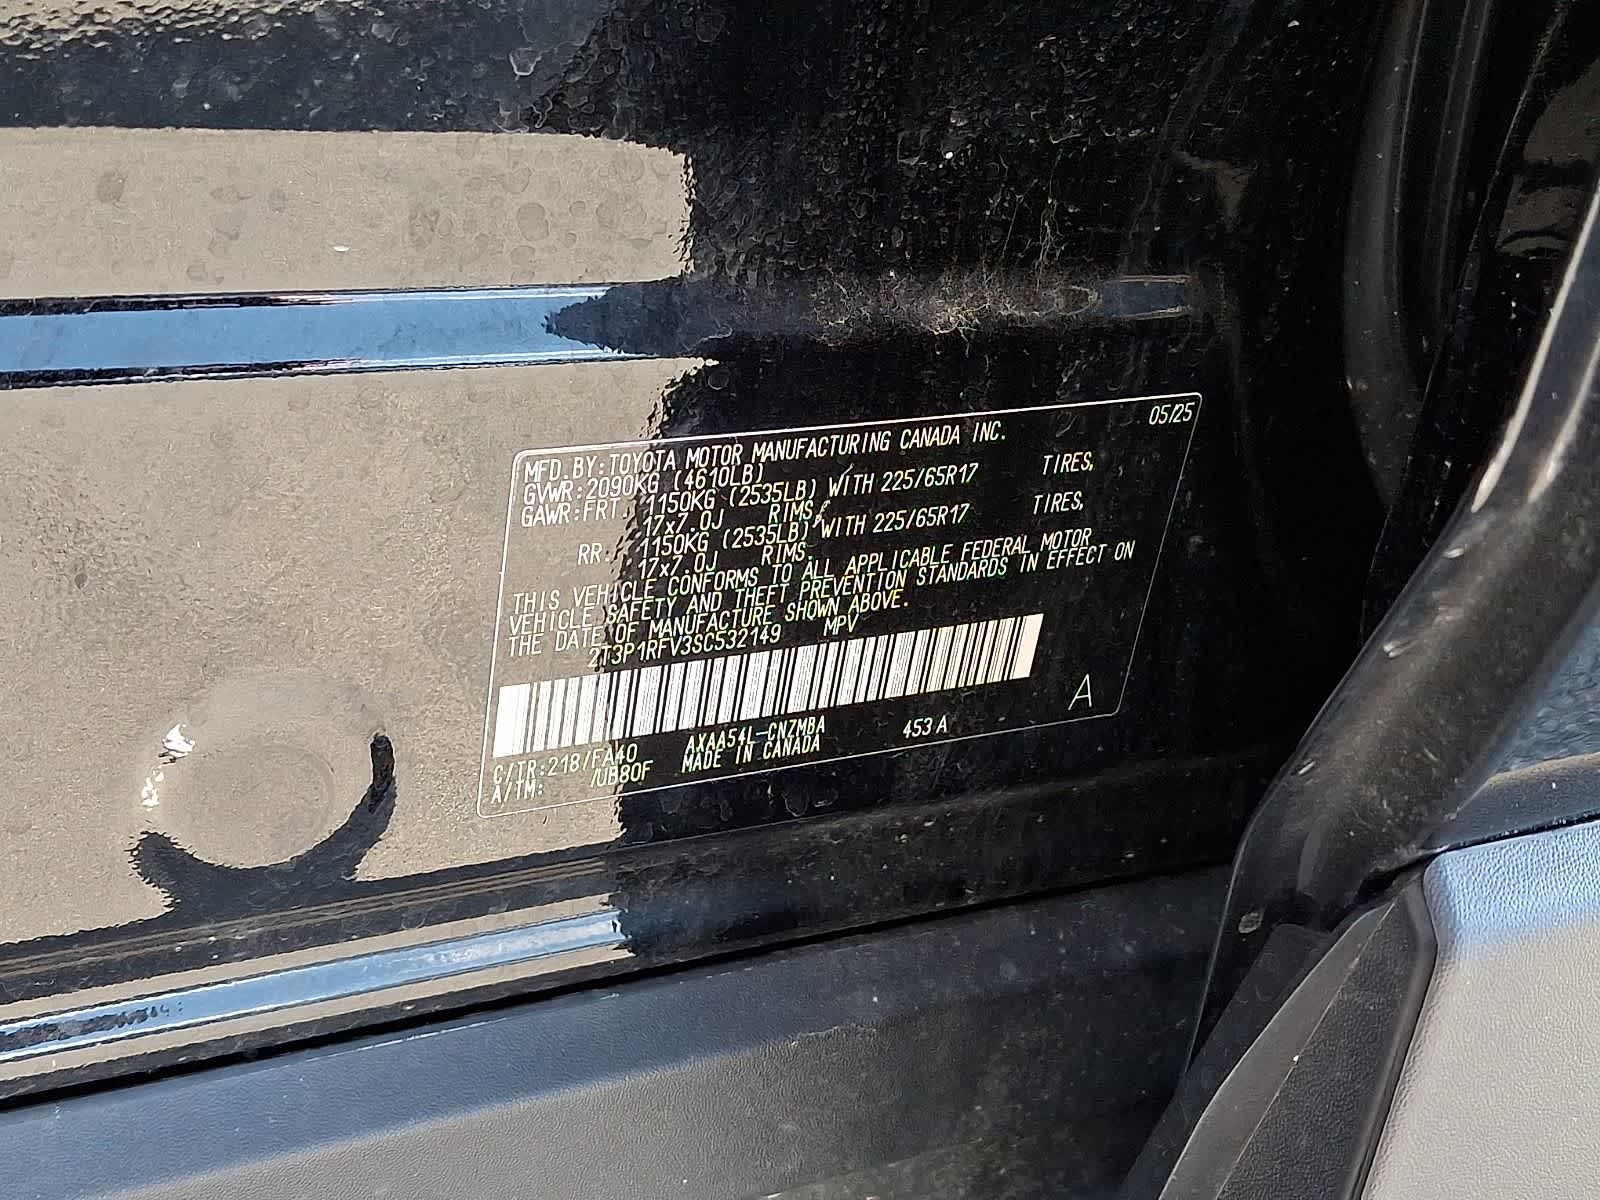 05/25
MFD.BY:TOYOTA MOTOR MANUFACTURING CANADA INC.
GVWR:2090KG (4610LB)
GAWR:FRT. 1150KG (2535LB) WITH 225/65R17 TIRES,
17x7.0J RIMS,
RR. 1150KG (2535LB) WITH 225/65R17 TIRES,
17x7.0J RIMS.
THIS VEHICLE CONFORMS TO ALL APPLICABLE FEDERAL MOTOR
VEHICLE SAFETY AND THEFT PREVENTION STANDARDS IN EFFECT ON
THE DATE OF MANUFACTURE SHOWN ABOVE.
2T3P1RFV3SC532149 MPV
A
C/TR:218/FA40 AXAA54L-CNZMBA 453 A
A/TM: /UB80F MADE IN CANADA